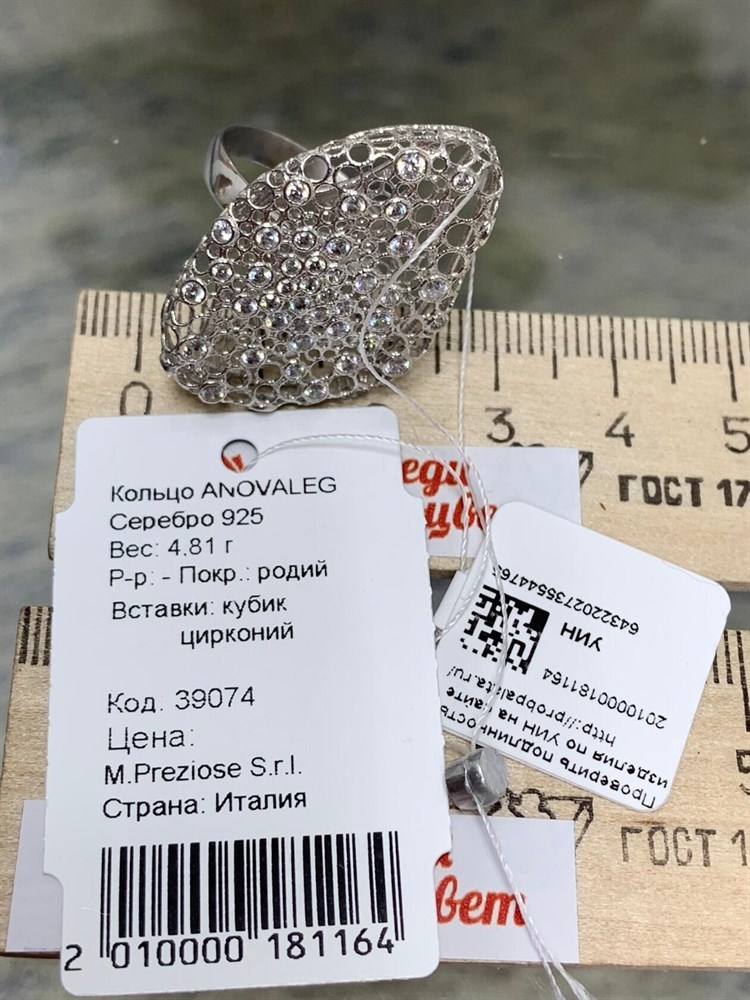 0 3 4 5
ГОСТ 17
Кольцо ANOVALEG
Серебро 925
Вес: 4.81 г
Р-р: - Покр.: родий
Вставки: кубик
цирконий
Код. 39074
Цена:
M.Preziose S.r.l.
Страна: Италия
2 010000 181164
УИН
2010000181164
Проверить подлинность
изделия по УИН на сайте
http://probpalata.ru/
5
ГОСТ 1